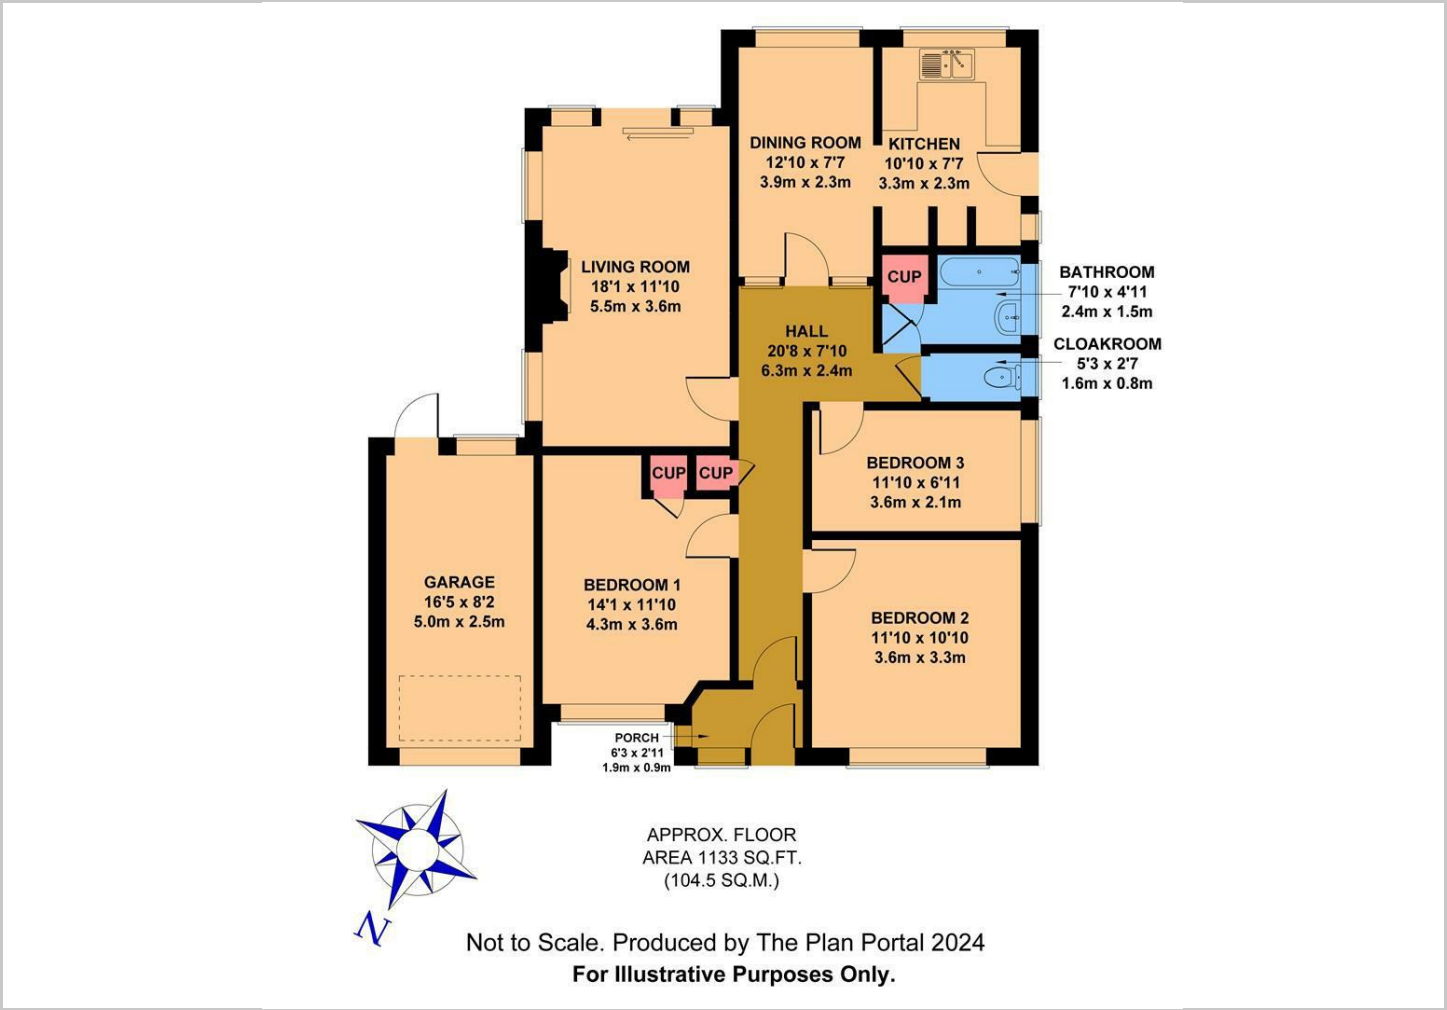 DINING ROOM
12'10 x 7'7
3.9m x 2.3m
KITCHEN
10'10 x 7'7
3.3m x 2.3m
LIVING ROOM
18'1 x 11'10
5.5m x 3.6m
CUP
BATHROOM
7'10 x 4'11
2.4m x 1.5m
HALL
20'8 x 7'10
6.3m x 2.4m
CLOAKROOM
5'3 x 2'7
1.6m x 0.8m
CUP
CUP
BEDROOM 3
11'10 x 6'11
3.6m x 2.1m
GARAGE
16'5 x 8'2
5.0m x 2.5m
BEDROOM 1
14'1 x 11'10
4.3m x 3.6m
BEDROOM 2
11'10 x 10'10
3.6m x 3.3m
PORCH
6'3 x 2'11
1.9m x 0.9m
N
APPROX. FLOOR
AREA 1133 SQ.FT.
(104.5 SQ.M.)
Not to Scale. Produced by The Plan Portal 2024
For Illustrative Purposes Only.